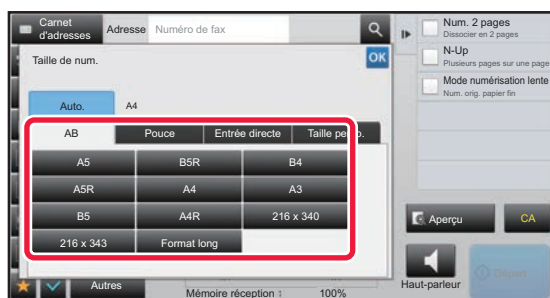 Carnet d'adresses
Adresse
Numéro de fax
Taille de num.
OK
Auto.
A4
AB
Pouce
Entrée directe
Taille
A5
B5R
B4
A5R
A4
A3
B5
A4R
216 x 340
216 x 343
Format long
Autres
Mémoire réception :
100%
Num. 2 pages
Dissocier en 2 pages
N-Up
Plusieurs pages sur une page
Mode numérisation lente
Num. orig. papier fin
Aperçu
CA
Haut-parleur
Départ